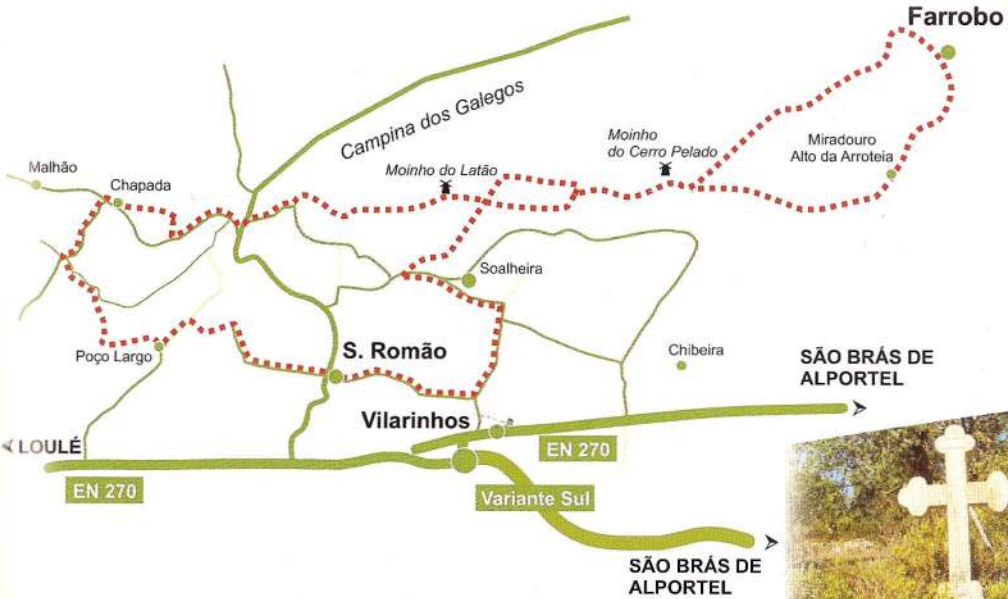 Farrobo
Campina dos Galegos
Moinho
do Cerro Pelado
Miradouro
Alto da Arroteia
Moinho do Latão
Malhão
Chapada
Soalheira
Poço Largo
S. Romão
Chibeira
SÃO BRÁS DE
ALPORTEL
Vilarinhos
LOULÉ
EN 270
EN 270
Variante Sul
SÃO BRÁS DE
ALPORTEL